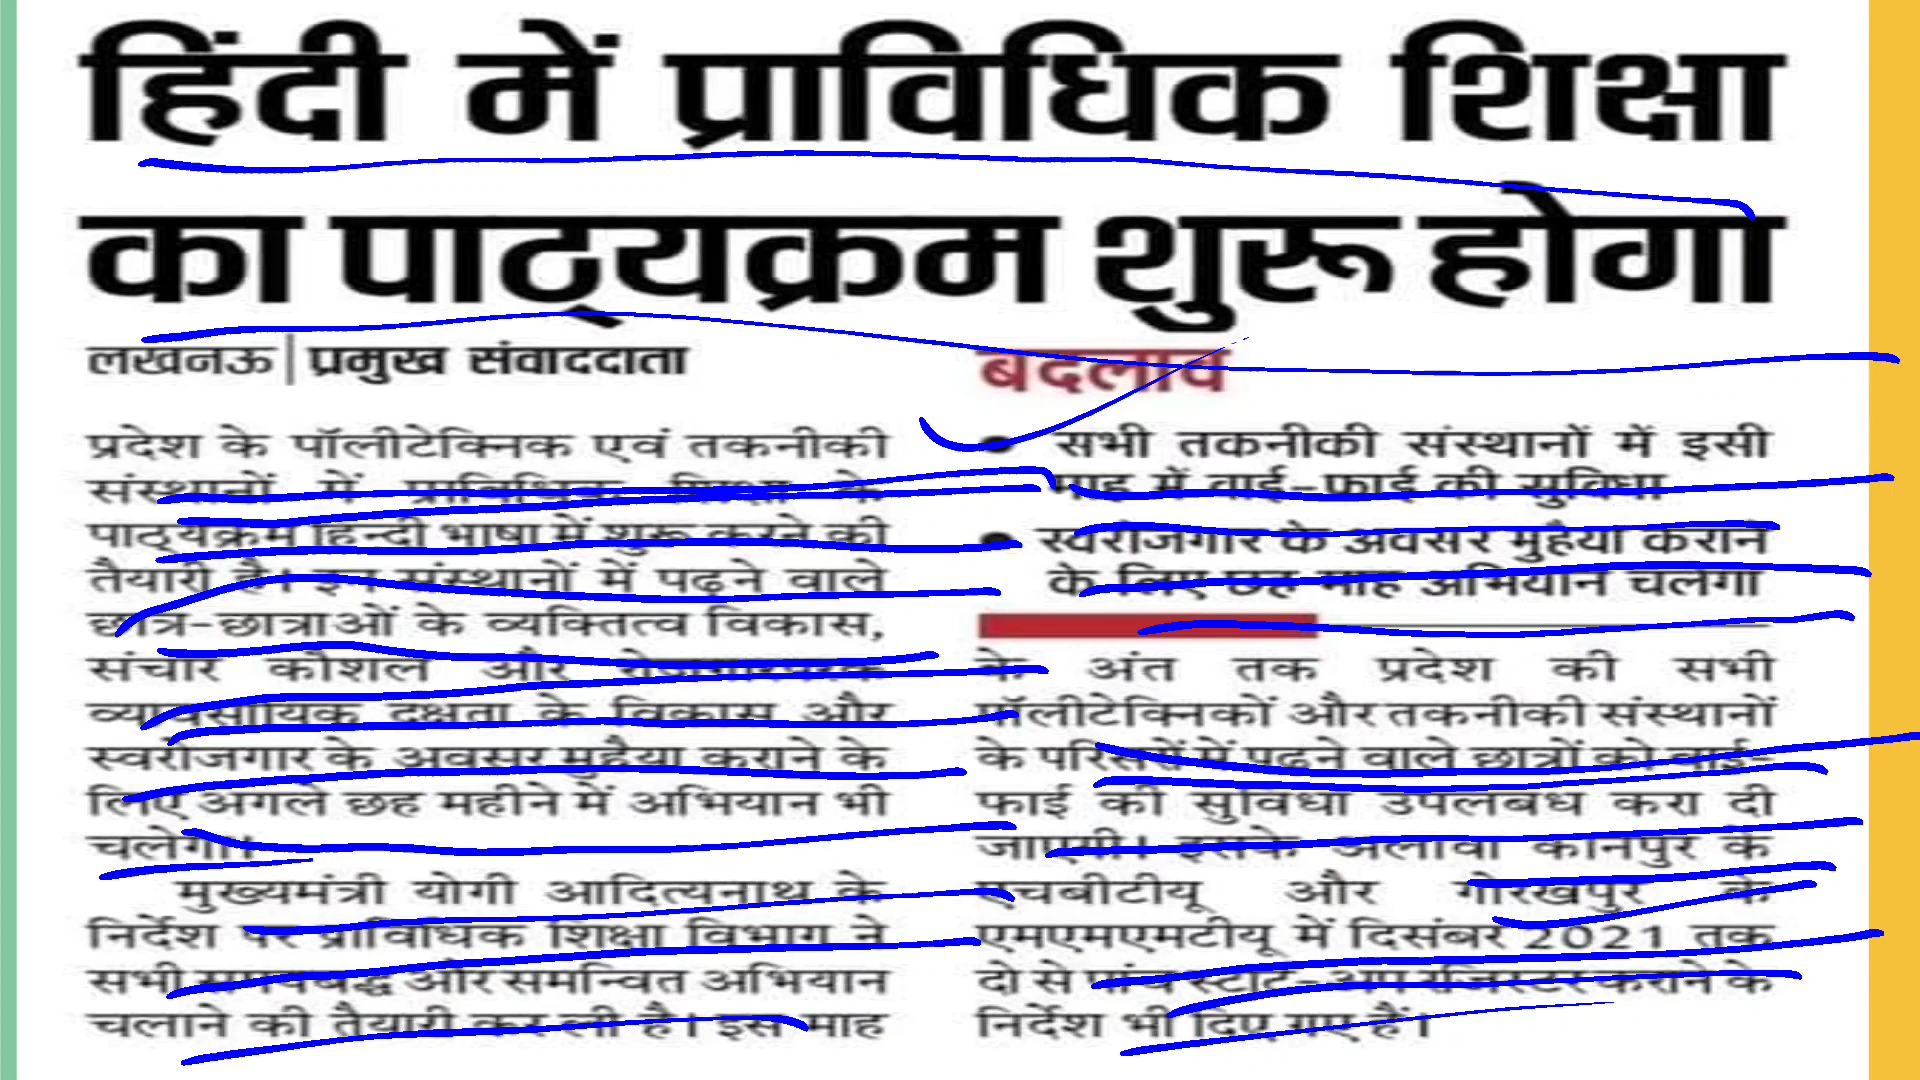 हिंदी में प्राविधिक शिक्षा
का पाठ्यक्रम शुरू होगा
लखनऊ | प्रमुख संवाददाता
प्रदेश के पॉलीटेक्निक एवं तकनीकी
संस्थानों में प्राविधिक शिक्षा के
पाठ्यक्रम हिन्दी भाषा में शुरू करने की
तैयारी है। इन संस्थानों में पढ़ने वाले
छात्र-छात्राओं के व्यक्तित्व विकास,
संचार कौशल और रोजगारपरक
व्यावसायिक दक्षता के विकास और
स्वरोजगार के अवसर मुहैया कराने के
लिए अगले छह महीने में अभियान भी
चलेगा।
मुख्यमंत्री योगी आदित्यनाथ के
निर्देश पर प्राविधिक शिक्षा विभाग ने
सभी समयबद्ध और समन्वित अभियान
चलाने की तैयारी कर ली है। इस माह
बदलाव
● सभी तकनीकी संस्थानों में इसी
माह में वाई-फाई की सुविधा
● स्वरोजगार के अवसर मुहैया कराने
के लिए छह माह अभियान चलेगा
के अंत तक प्रदेश की सभी
पॉलीटेक्निकों और तकनीकी संस्थानों
के परिसरों में पढ़ने वाले छात्रों को वाई-
फाई की सुविधा उपलबध करा दी
जाएगी। इसके अलावा कानपुर के
एचबीटीयू और गोरखपुर के
एमएमएमटीयू में दिसंबर 2021 तक
दो से पांच स्टार्ट-अप रजिस्टर कराने के
निर्देश भी दिए गए हैं।